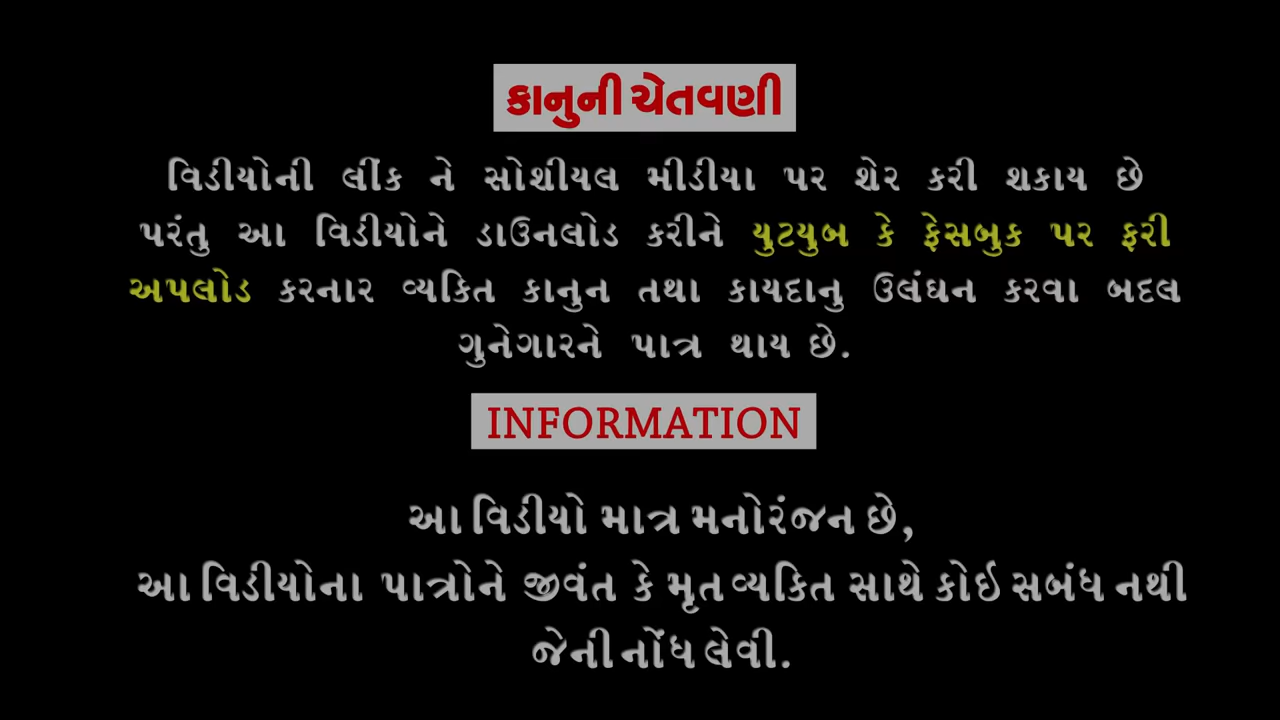 કાનુની ચેતવણી
વિડીયોની લીંક ને સોશીયલ મીડીયા પર શેર કરી શકાય છે
પરંતુ આ વિડીયોને ડાઉનલોડ કરીને યુટયુબ કે ફેસબુક પર ફરી
અપલોડ કરનાર વ્યકિત કાનુન તથા કાયદાનુ ઉલંઘન કરવા બદલ
ગુનેગારને પાત્ર થાય છે.
INFORMATION
આ વિડીયો માત્ર મનોરંજન છે,
આ વિડીયોના પાત્રોને જીવંત કે મૃત વ્યકિત સાથે કોઇ સબંધ નથી
જેની નોંધ લેવી.